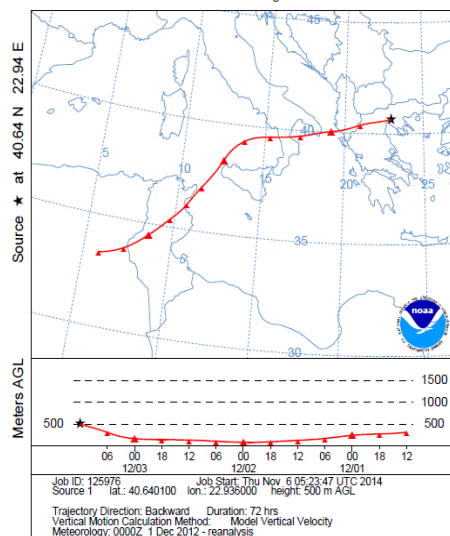 Source ★ at 40.64 N 22.94 E
45
40
5
10
15
20
25
35
30
noaa
Meters AGL
1500
1000
500
500
06 00 18 12 06 00 18 12 06 00 18 12
12/03 12/02 12/01
Job ID: 125976 Job Start: Thu Nov 6 05:23:47 UTC 2014
Source 1 lat.: 40.640100 lon.: 22.936000 height: 500 m AGL
Trajectory Direction: Backward Duration: 72 hrs
Vertical Motion Calculation Method: Model Vertical Velocity
Meteorology: 0000Z 1 Dec 2012 - reanalysis